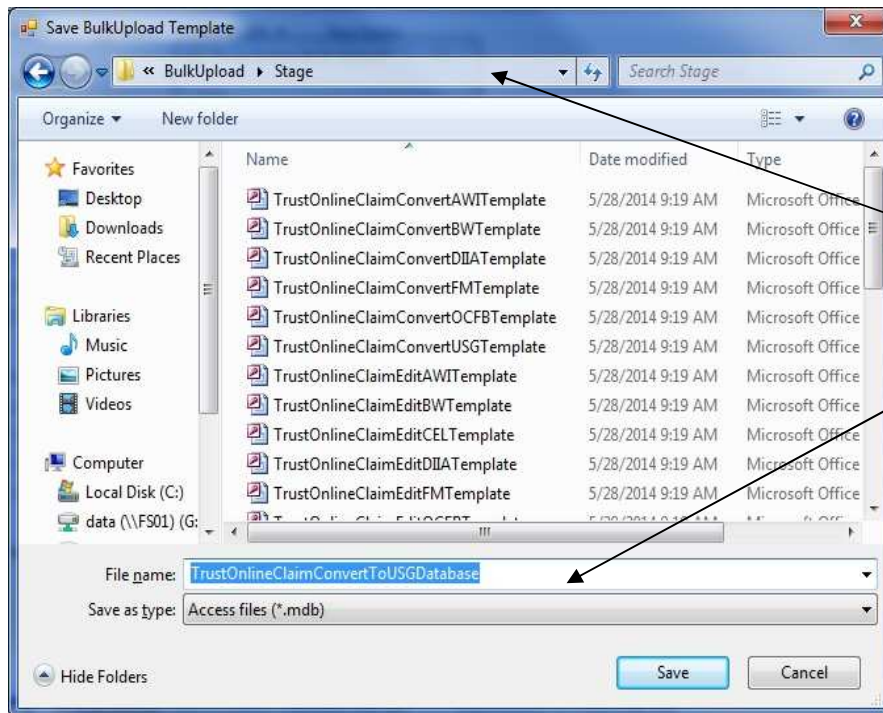 Save BulkUpload Template
« BulkUpload Stage
Search Stage
Organize New folder
Name Date modified Type
Favorites
Desktop
Downloads
Recent Places
Libraries
Music
Pictures
Videos
Computer
Local Disk (C:)
data (\\FS01) (G:
TrustOnlineClaimConvertAWITemplate 5/28/2014 9:19 AM Microsoft Office
TrustOnlineClaimConvertBWTemplate 5/28/2014 9:19 AM Microsoft Office
TrustOnlineClaimConvertDIIATemplate 5/28/2014 9:19 AM Microsoft Office
TrustOnlineClaimConvertFMTemplate 5/28/2014 9:19 AM Microsoft Office
TrustOnlineClaimConvertOCFBTemplate 5/28/2014 9:19 AM Microsoft Office
TrustOnlineClaimConvertUSGTemplate 5/28/2014 9:19 AM Microsoft Office
TrustOnlineClaimEditAWITemplate 5/28/2014 9:19 AM Microsoft Office
TrustOnlineClaimEditBWTemplate 5/28/2014 9:19 AM Microsoft Office
TrustOnlineClaimEditCELTemplate 5/28/2014 9:19 AM Microsoft Office
TrustOnlineClaimEditDIIATemplate 5/28/2014 9:19 AM Microsoft Office
TrustOnlineClaimEditFMTemplate 5/28/2014 9:19 AM Microsoft Office
File name: TrustOnlineClaimConvertToUSGDatabase
Save as type: Access files (*.mdb)
Hide Folders
Save Cancel